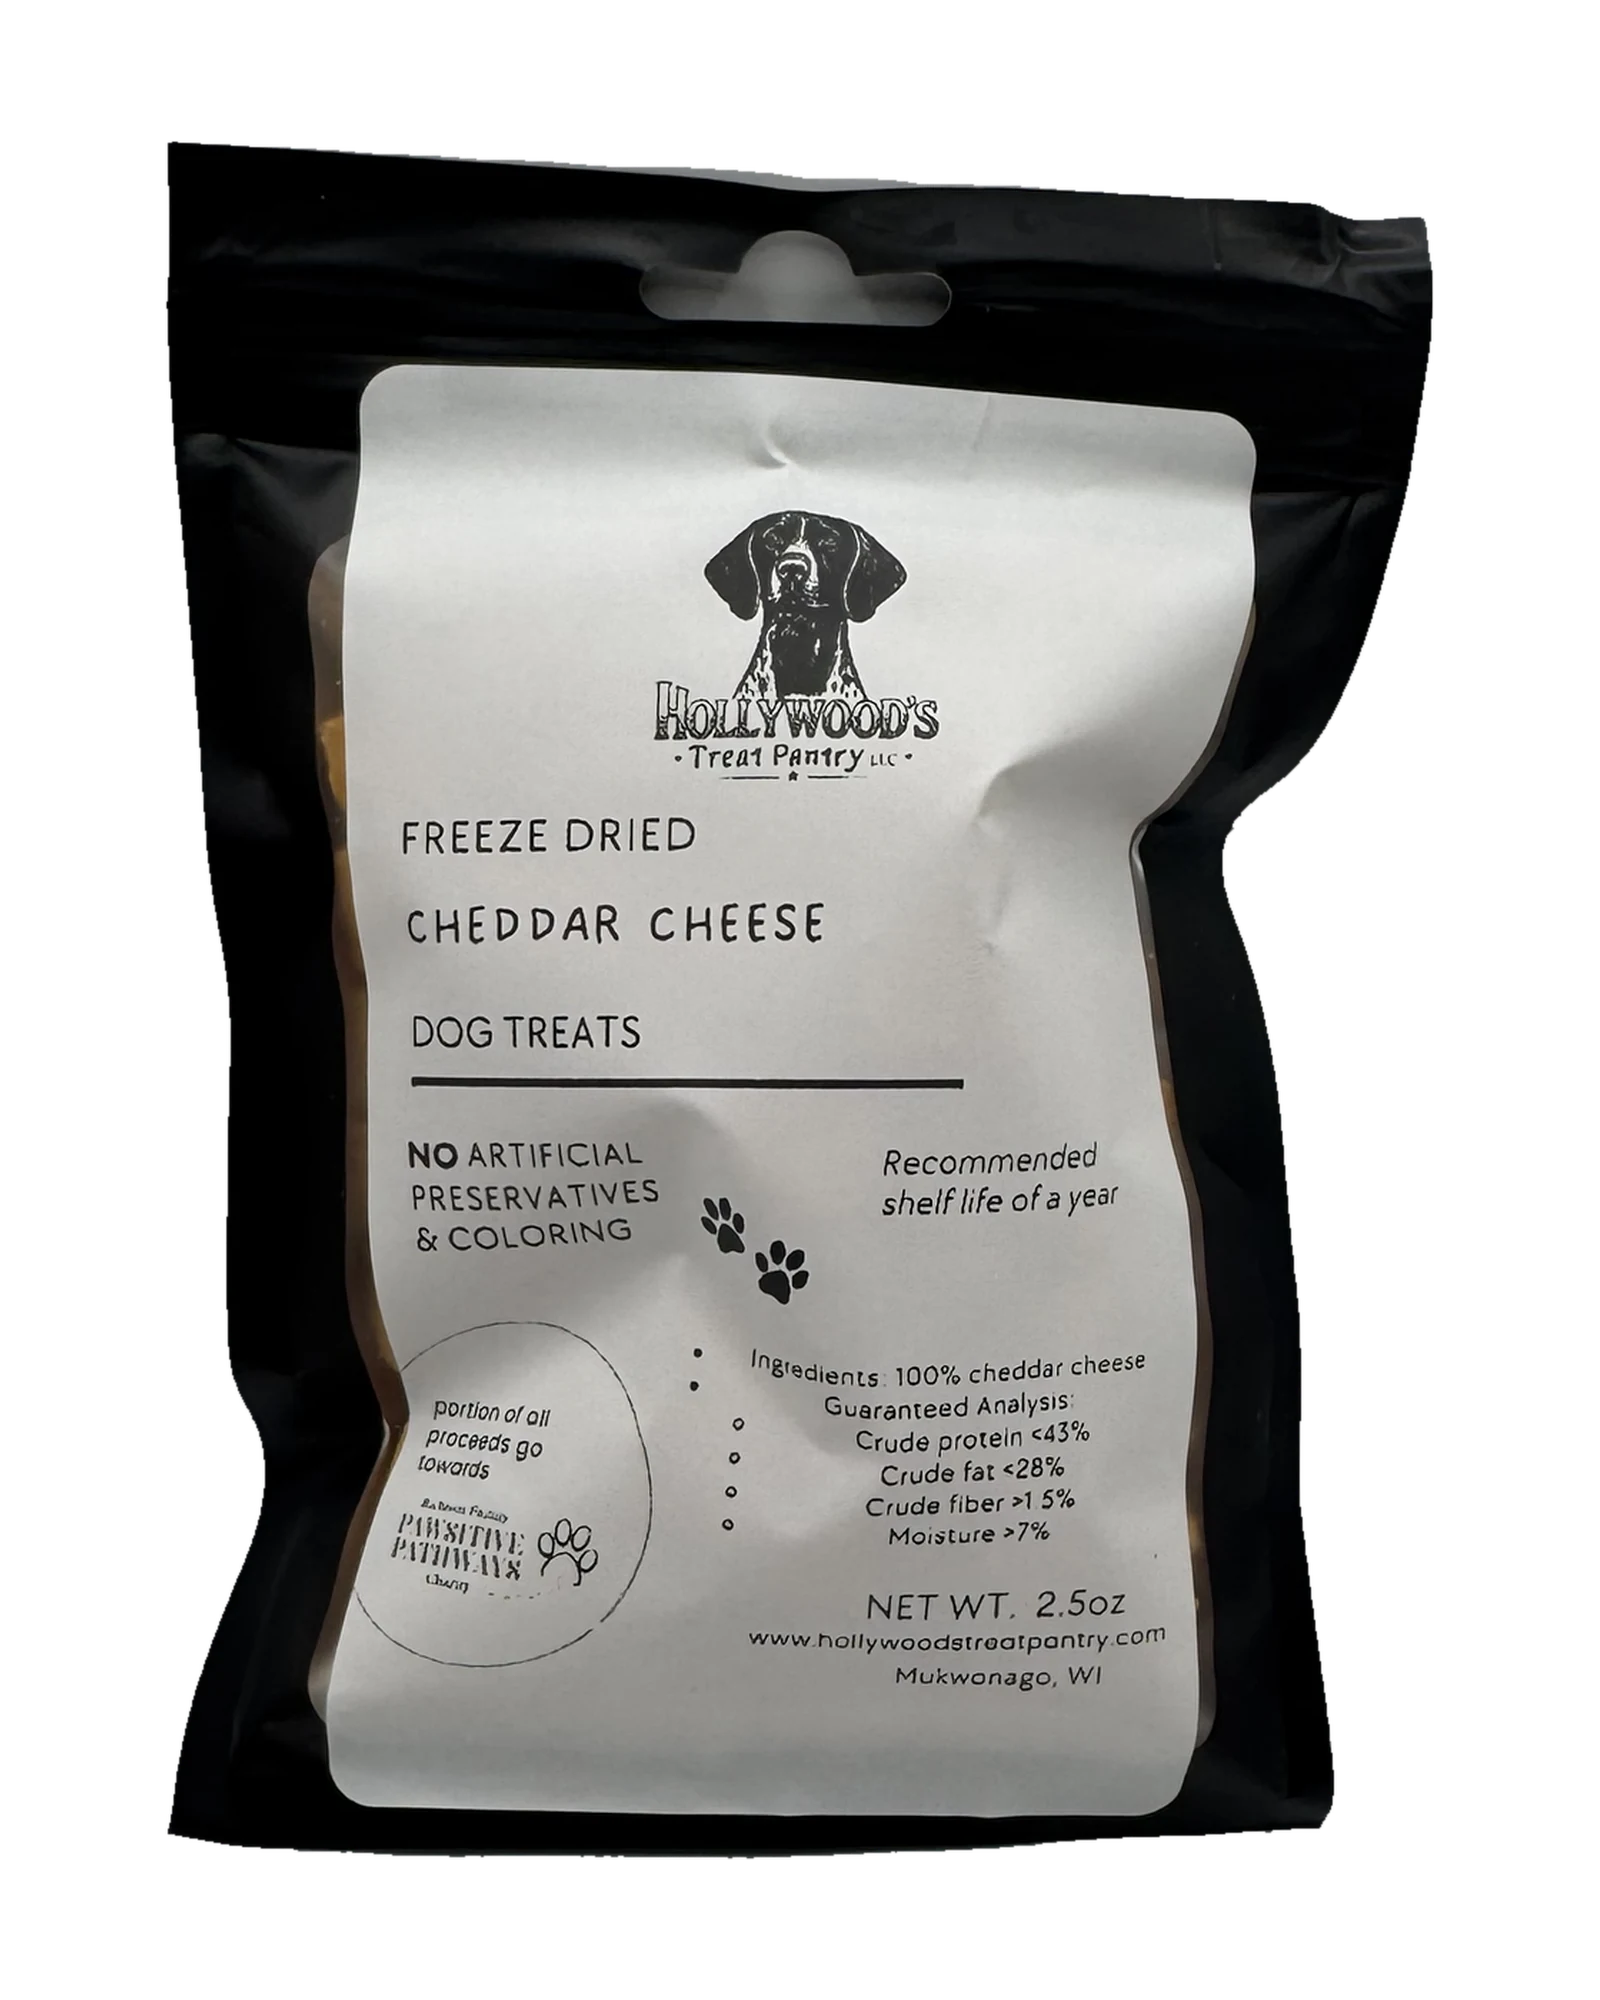 HOLLYWOOD'S
· Treat Pantry LLC ·
FREEZE DRIED
CHEDDAR CHEESE
DOG TREATS
NO ARTIFICIAL
PRESERVATIVES
& COLORING
Recommended
shelf life of a year
portion of all
proceeds go
towards
PAWSITIVE
PATHWAYS
Charity
Ingredients: 100% cheddar cheese
Guaranteed Analysis:
Crude protein <43%
Crude fat <28%
Crude fiber >1.5%
Moisture >7%
NET WT. 2.5oz
www.hollywoodstreatpantry.com
Mukwonago, WI